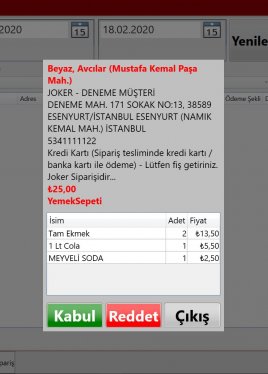 02.2020
18.02.2020
15
15
Yenile
Beyaz, Avcılar (Mustafa Kemal Paşa
Mah.)
JOKER - DENEME MÜŞTERİ
DENEME MAH. 171 SOKAK NO:13, 38589
ESENYURT/İSTANBUL ESENYURT (NAMIK
KEMAL MAH.) İSTANBUL
5341111122
Kredi Kartı (Sipariş tesliminde kredi kartı /
banka kartı ile ödeme) - Lütfen fiş getiriniz.
Joker Siparişidir...
₺25,00
YemekSepeti
Adres
Ödeme Şekli
D
İsim Adet Fiyat
Tam Ekmek 2 ₺13,50
1 Lt Cola 1 ₺5,50
MEYVELİ SODA 1 ₺2,50
Kabul Reddet Çıkış
pariş